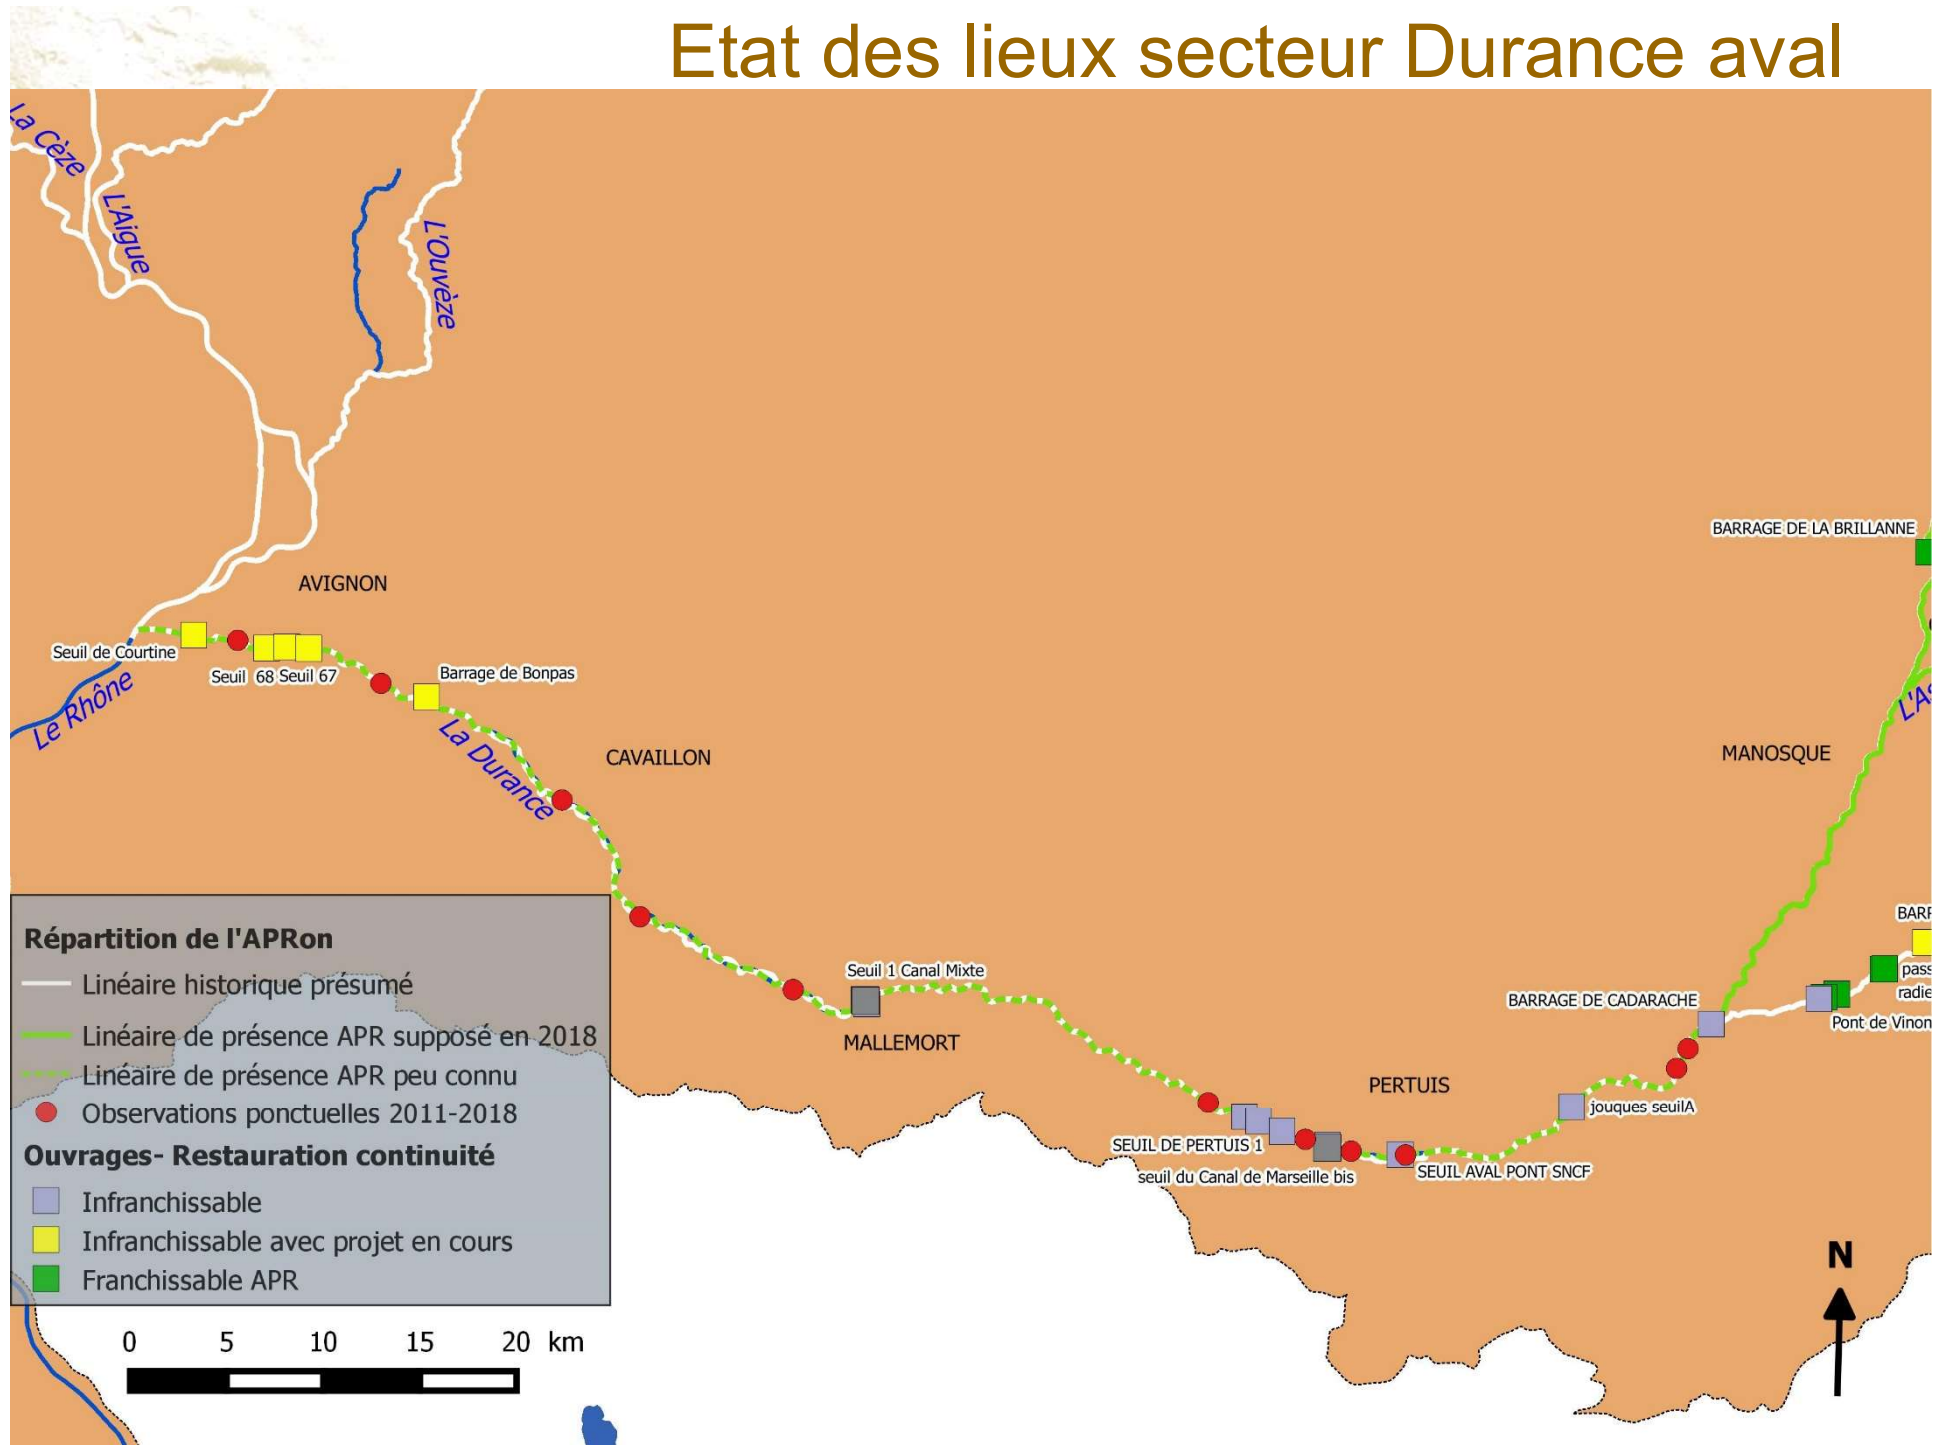 Etat des lieux secteur Durance aval
La Cèze
L'Aigue
L'Ouvèze
BARRAGE DE LA BRILLANNE
AVIGNON
Seuil de Courtine
Seuil 68 Seuil 67
Barrage de Bonpas
Le Rhône
La Durance
CAVAILLON
L'As
MANOSQUE
BARR
Seuil 1 Canal Mixte
pass
radie
BARRAGE DE CADARACHE
Pont de Vinon
MALLEMORT
PERTUIS
jouques seuilA
SEUIL DE PERTUIS 1
SEUIL AVAL PONT SNCF
seuil du Canal de Marseille bis
Répartition de l'APRon
Linéaire historique présumé
Linéaire de présence APR supposé en 2018
Linéaire de présence APR peu connu
Observations ponctuelles 2011-2018
Ouvrages- Restauration continuité
Infranchissable
Infranchissable avec projet en cours
Franchissable APR
N
0 5 10 15 20 km